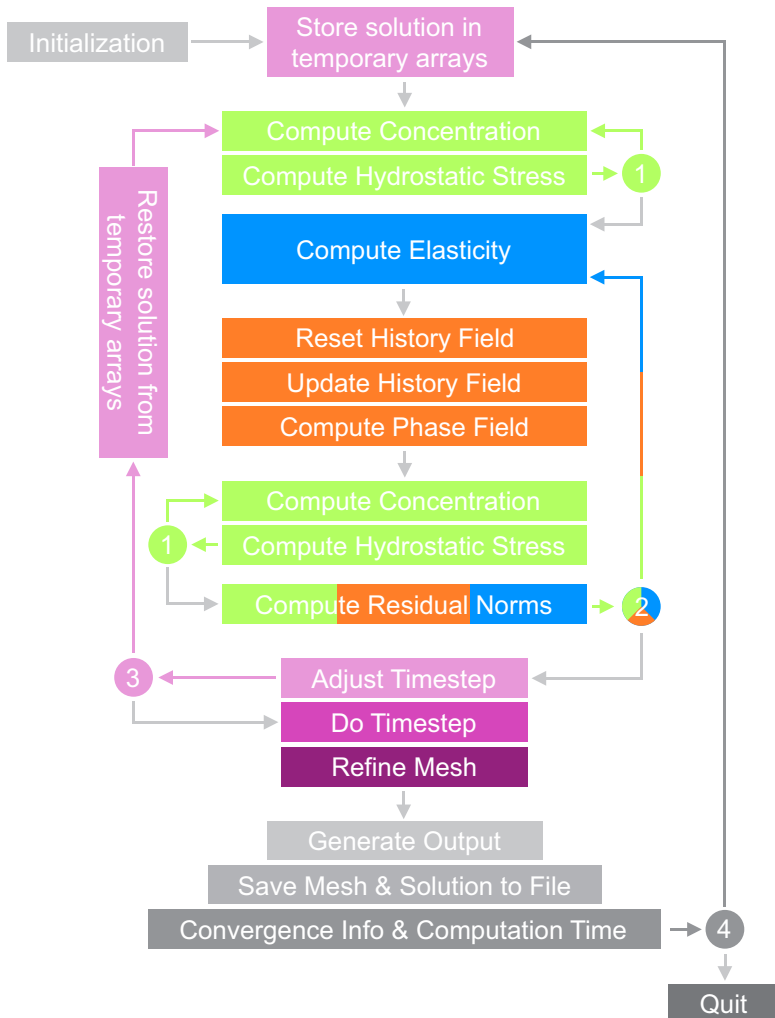 Initialization
Store solution in
temporary arrays
Compute Concentration
Compute Hydrostatic Stress
1
Restore solution from
temporary arrays
Compute Elasticity
Reset History Field
Update History Field
Compute Phase Field
Compute Concentration
1
Compute Hydrostatic Stress
Compute Residual Norms
2
3
Adjust Timestep
Do Timestep
Refine Mesh
Generate Output
Save Mesh & Solution to File
Convergence Info & Computation Time
4
Quit